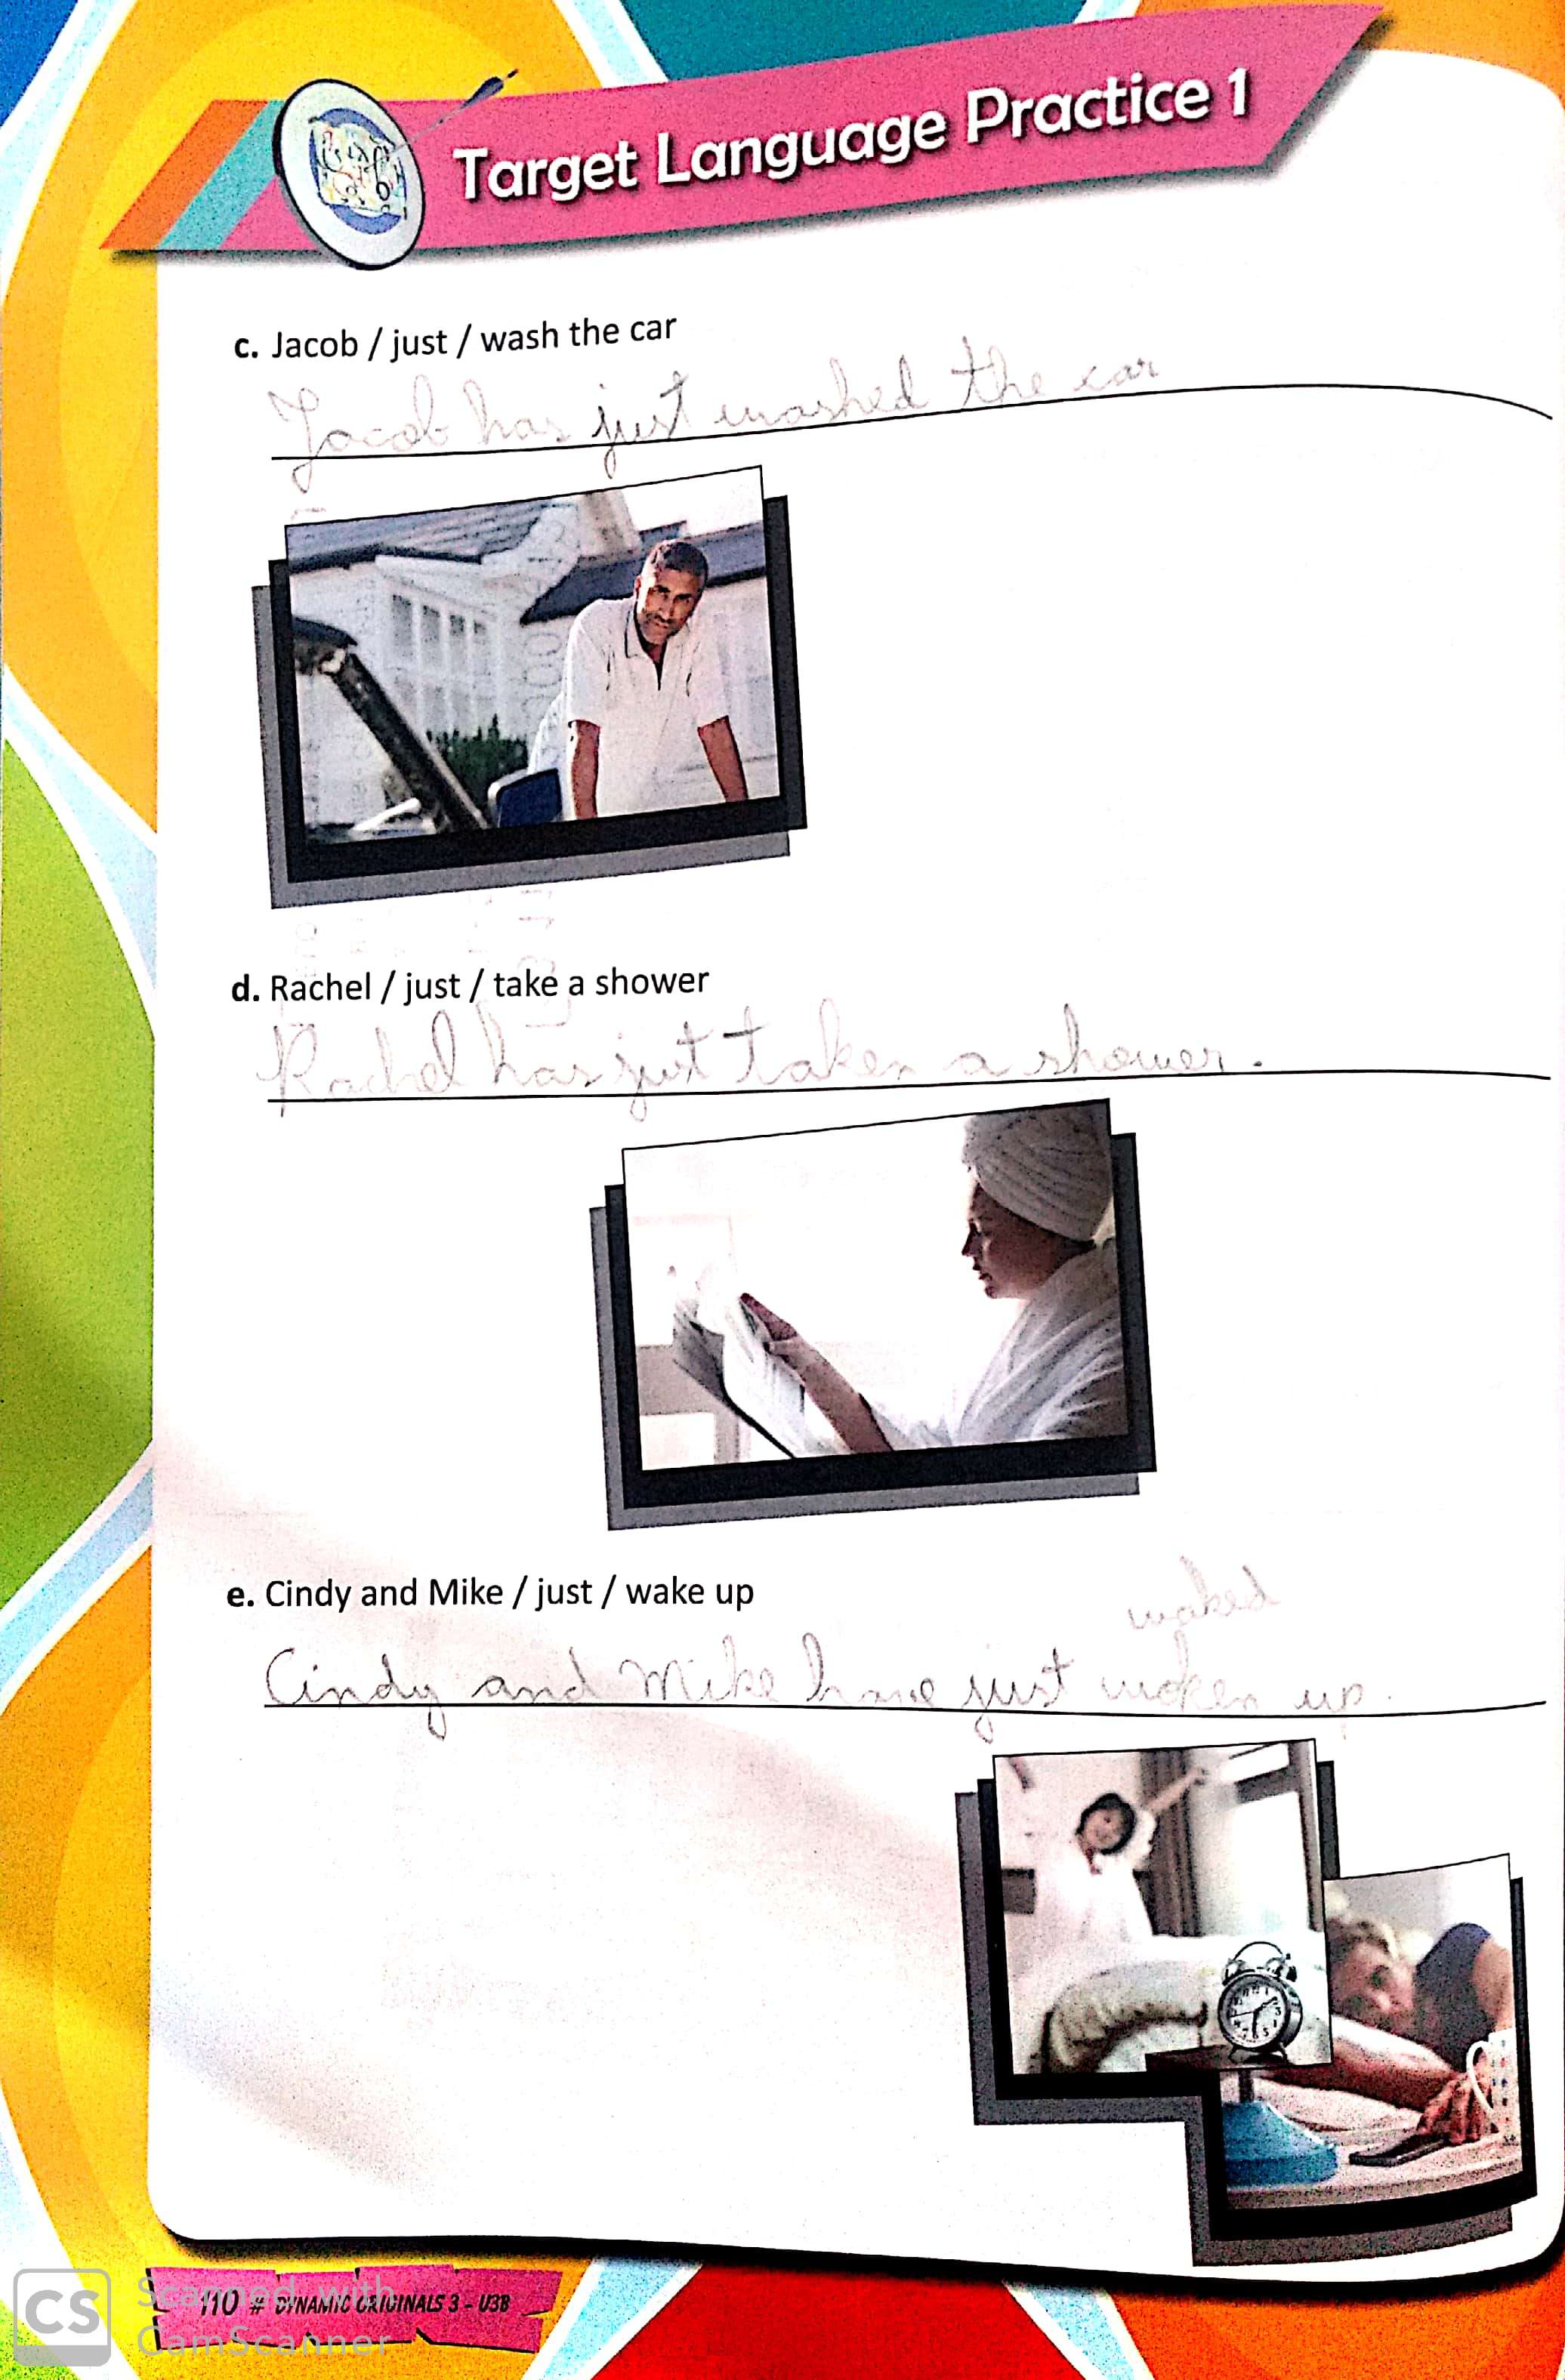 Target Language Practice 1
c. Jacob / just / wash the car
Jacob has just washed the car
d. Rachel / just / take a shower
Rachel has just taken a shower.
e. Cindy and Mike / just / wake up
waked
Cindy and Mike have just woken up.
110 # DYNAMIC ORIGINALS 3 - U3B
CS Scanned with
CamScanner